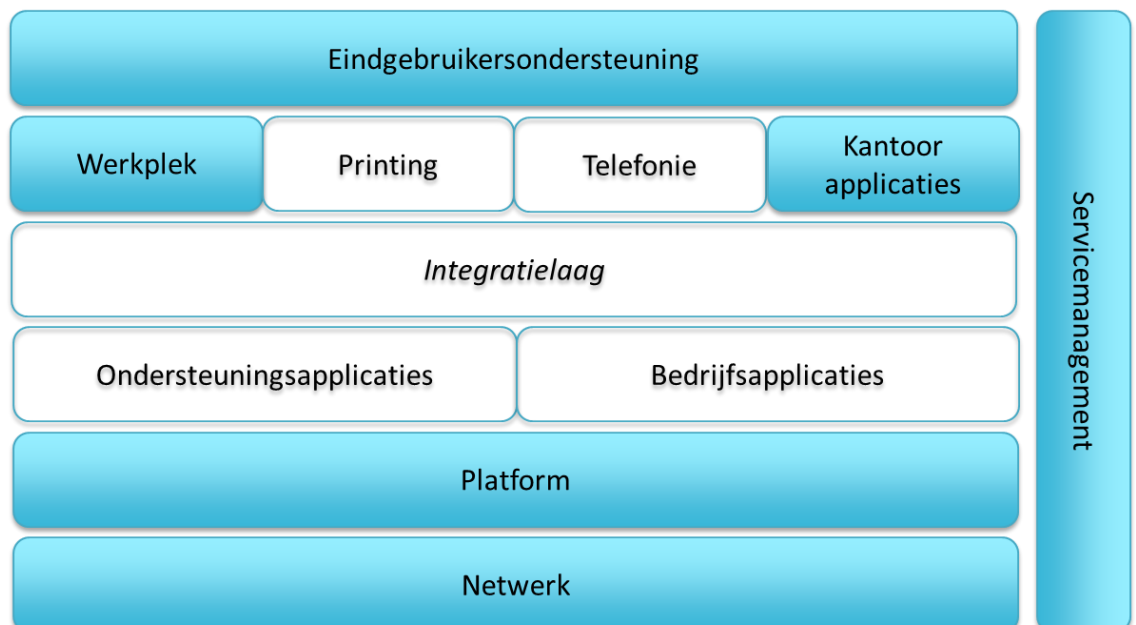 Eindgebruikersondersteuning
Werkplek
Printing
Telefonie
Kantoor
applicaties
Integratielaag
Ondersteuningsapplicaties
Bedrijfsapplicaties
Platform
Netwerk
Servicemanagement